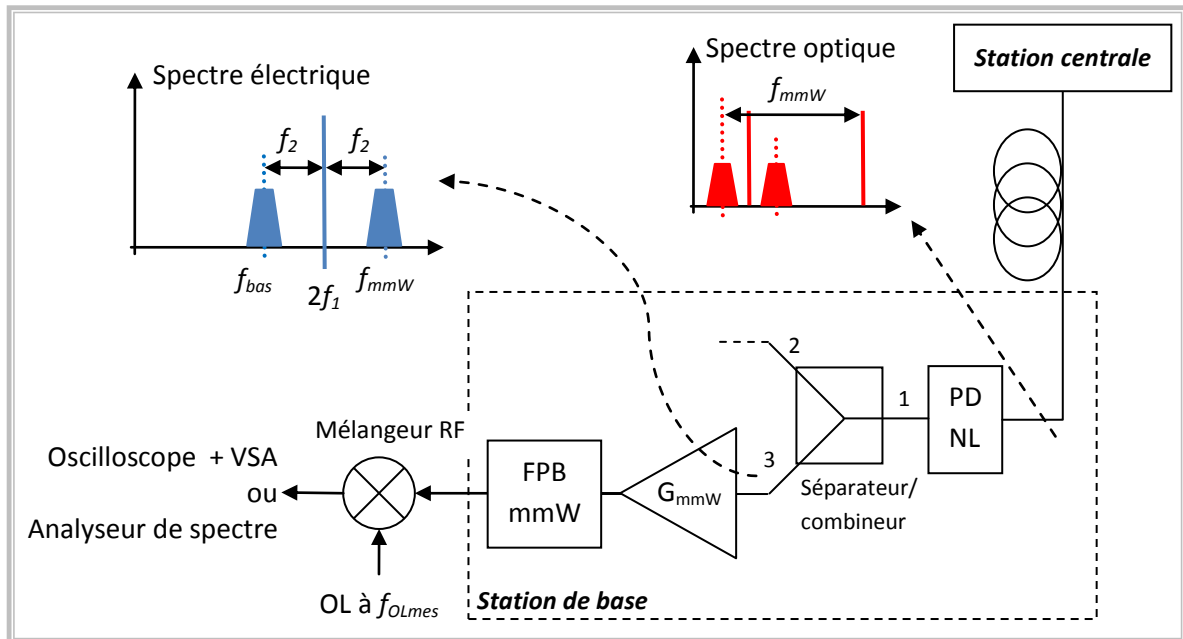 Spectre électrique
f2
f2
fbas
2f1
fmmW
Spectre optique
fmmW
Station centrale
2
1
3
PD
NL
Séparateur/
combineur
GmmW
FPB
mmW
Mélangeur RF
Oscilloscope + VSA
ou
Analyseur de spectre
OL à fOLmes
Station de base